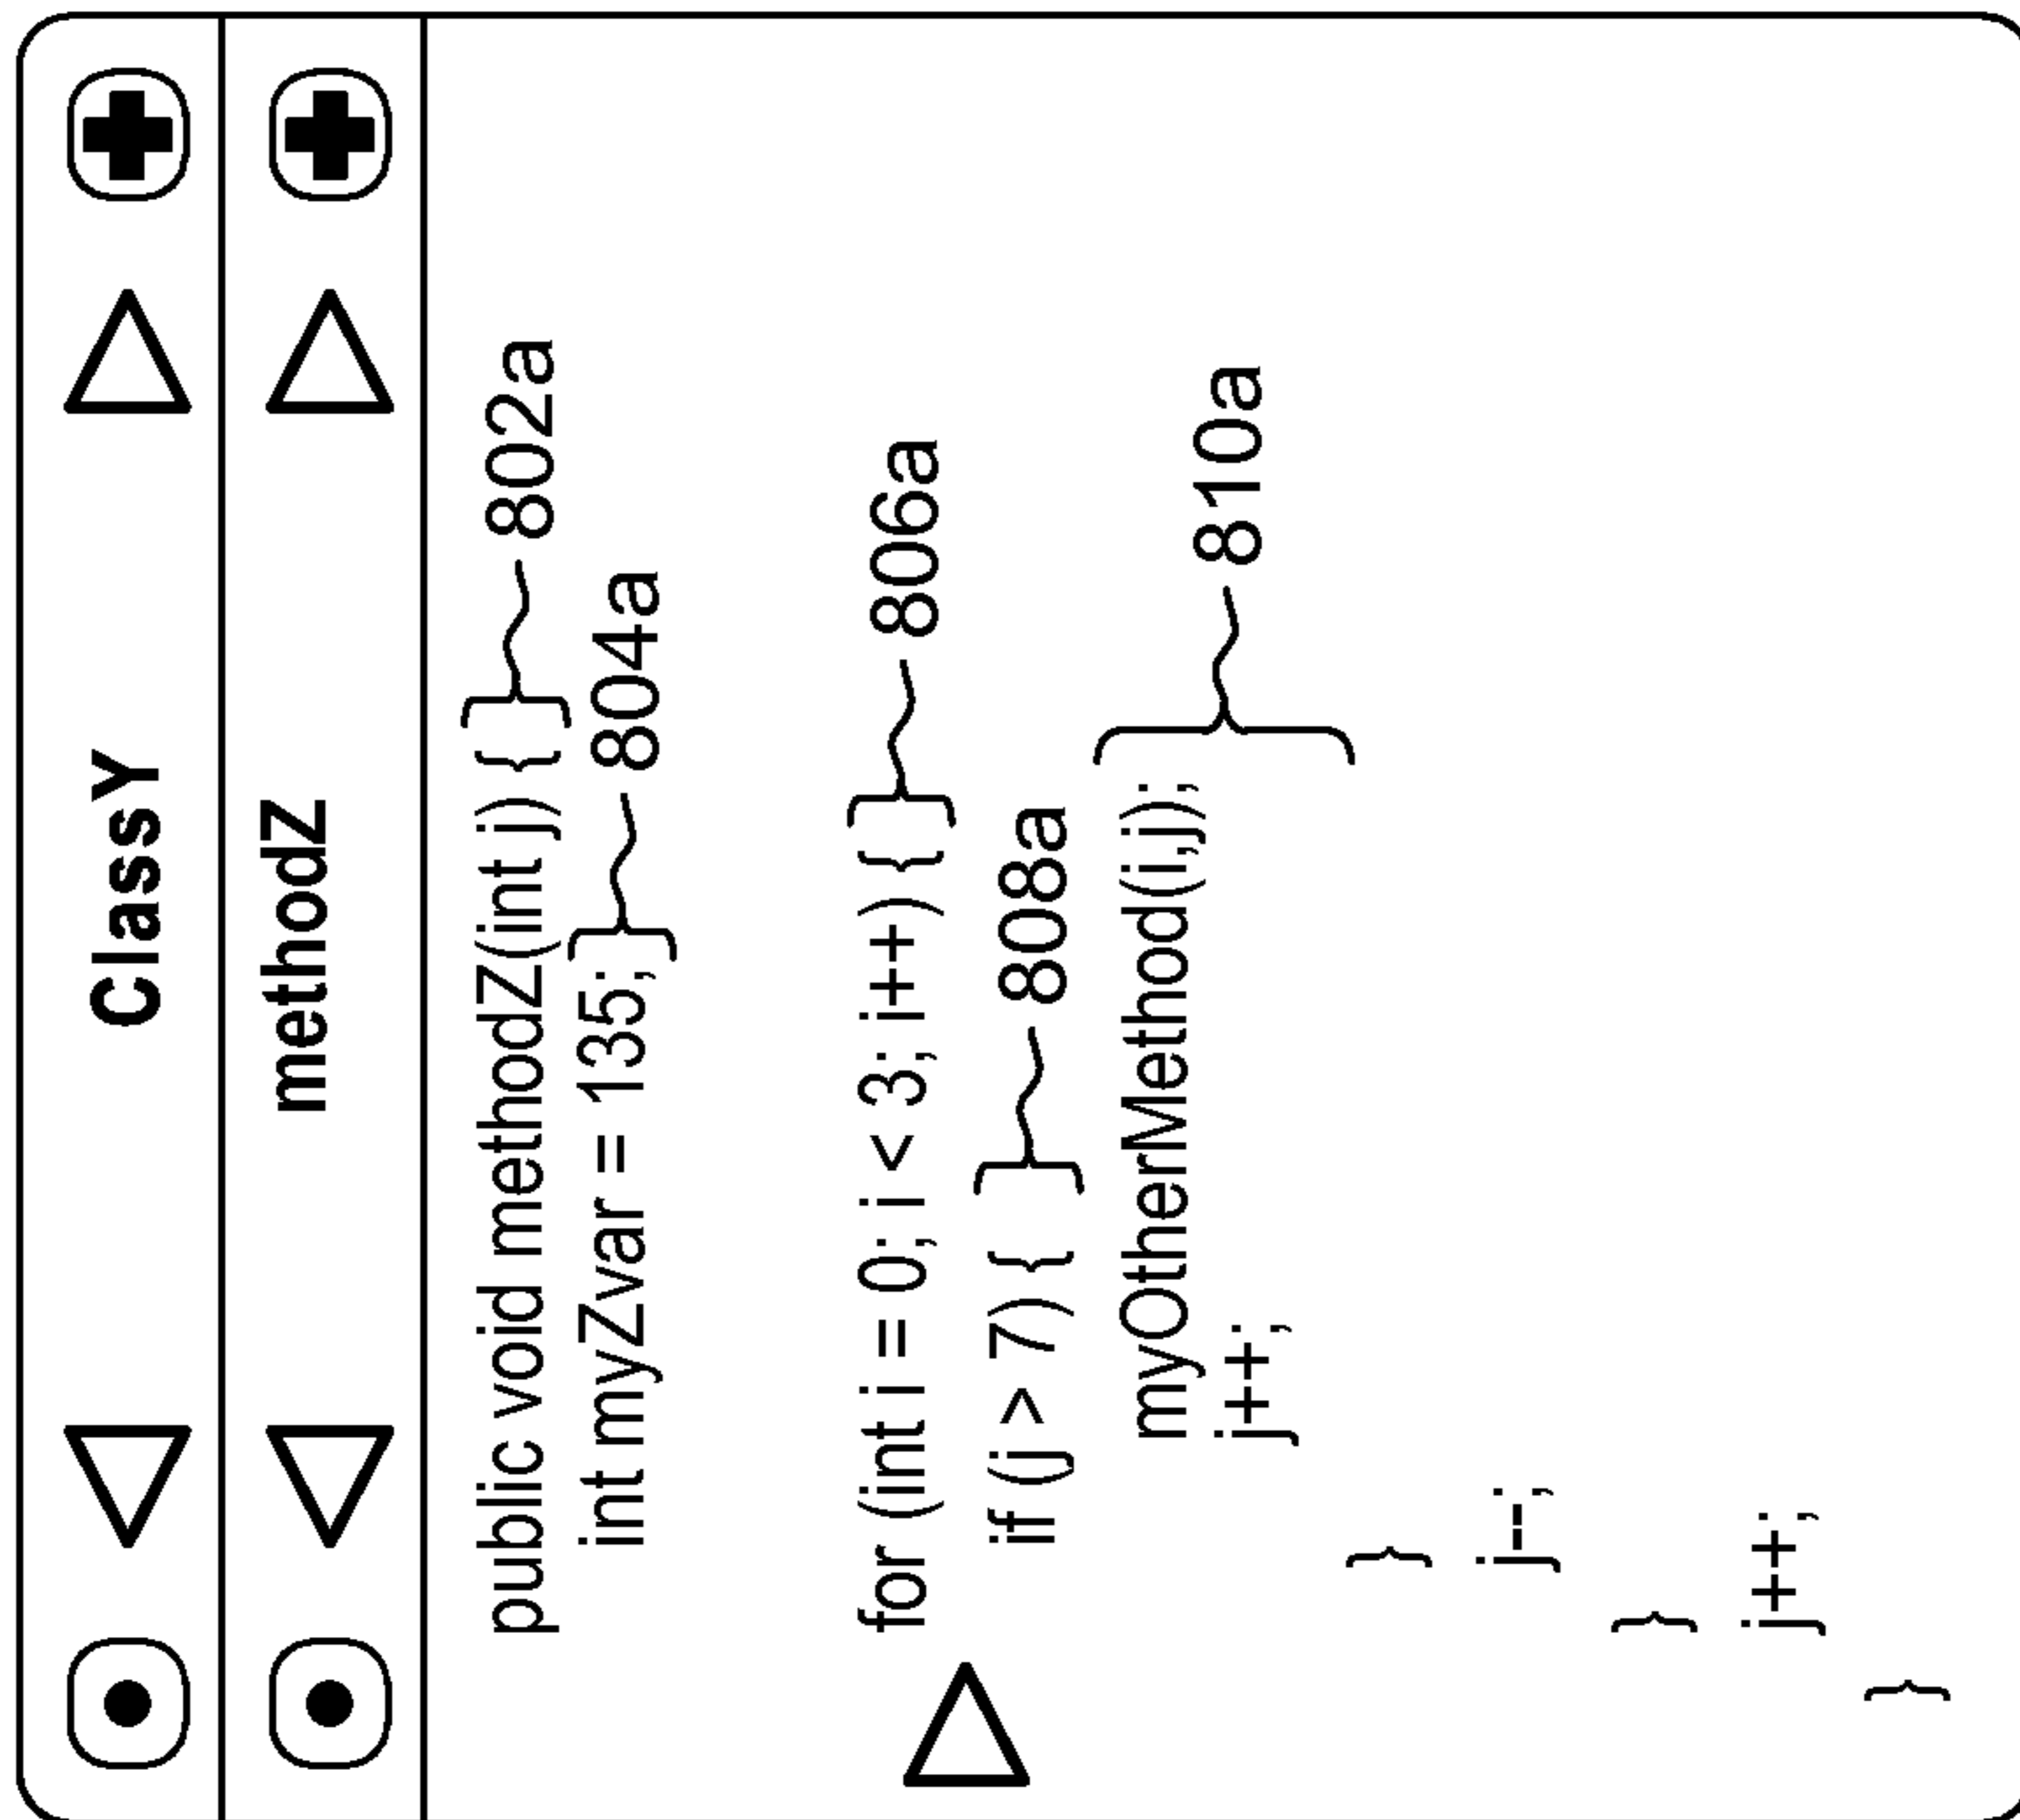 ClassY
methodZ
public void methodZ(int j) { 802a
int myZvar = 135; 804a
for (int i = 0; i < 3; i++) { 806a
if (j > 7) { 808a
myOtherMethod(i,j); 810a
j++;
}
j--;
}
j++;
}